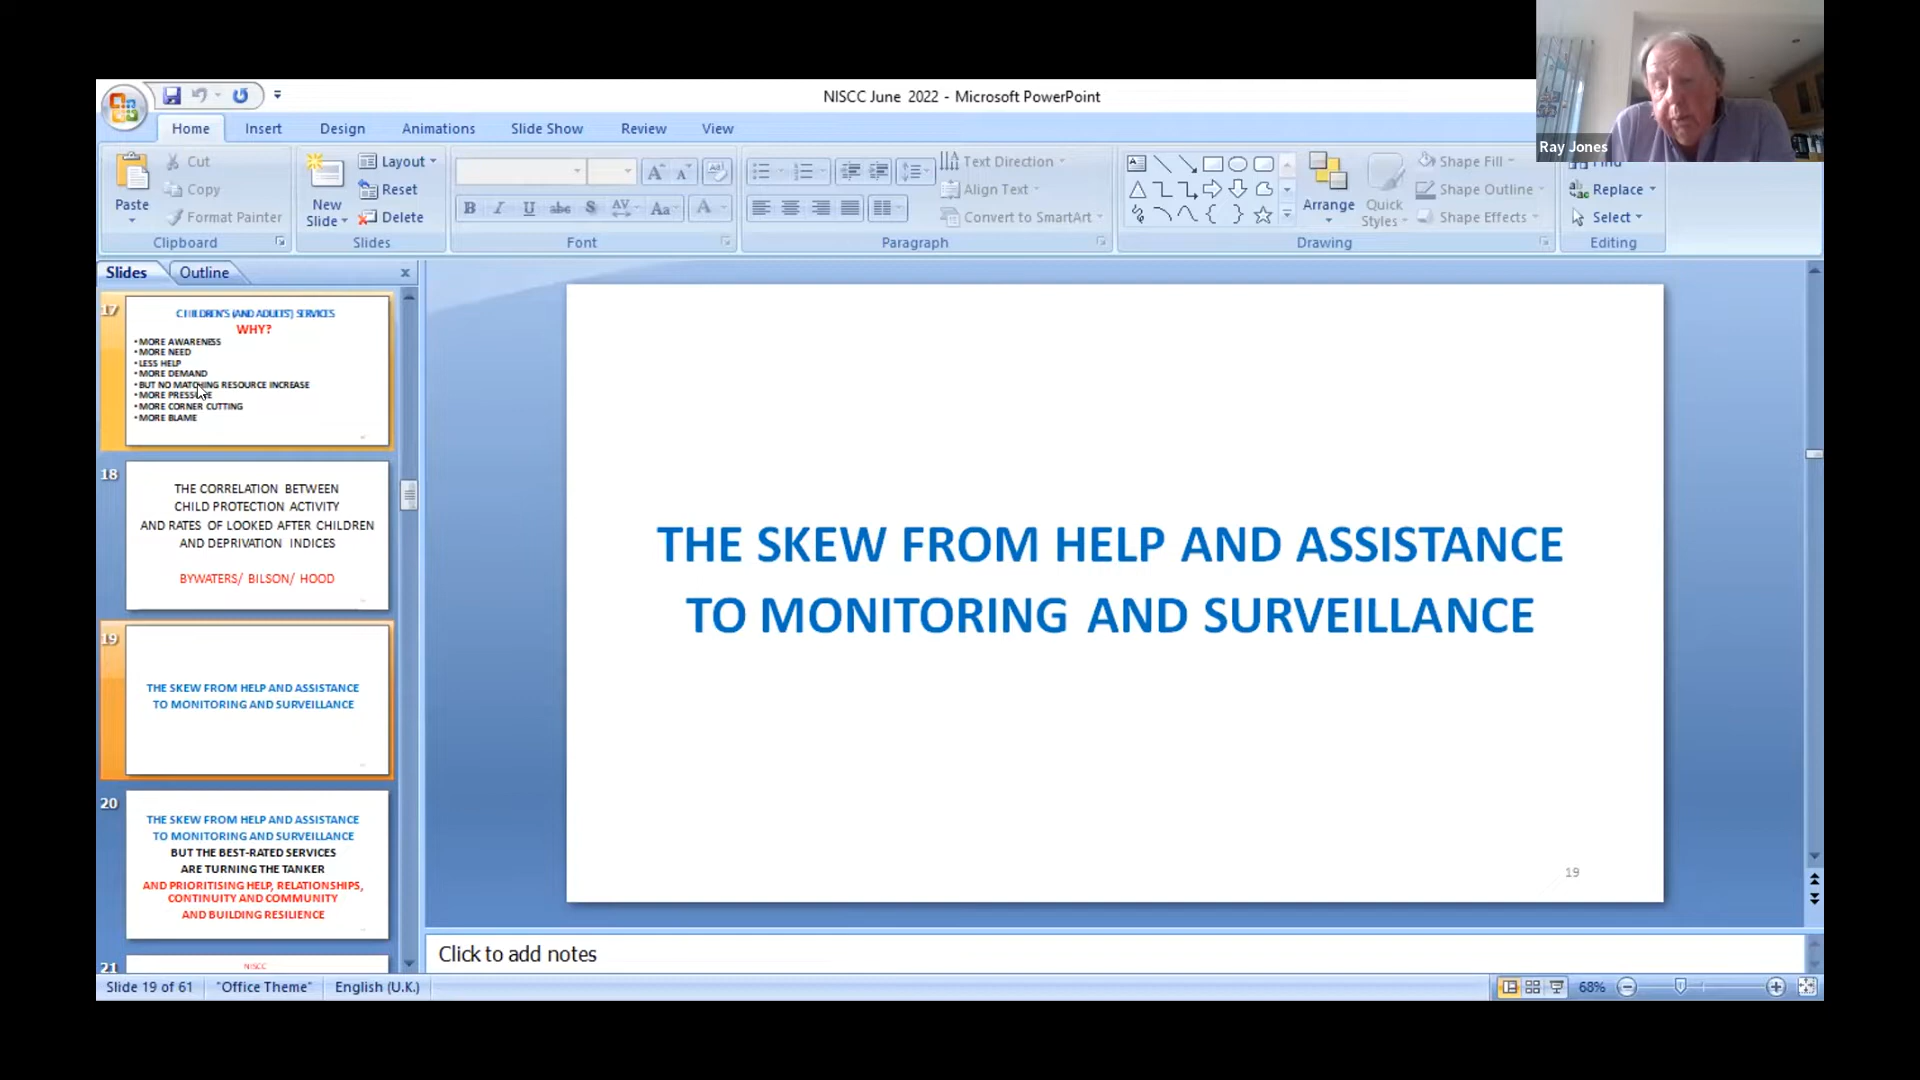 NISCC June 2022 - Microsoft PowerPoint
Ray Jones
Home Insert Design Animations Slide Show Review View
Paste
Cut
Copy
Format Painter
Clipboard
New
Slide
Layout
Reset
Delete
Slides
Font
Text Direction
Align Text
Convert to SmartArt
Paragraph
Arrange
Quick
Styles
Shape Fill
Shape Outline
Shape Effects
Drawing
Find
Replace
Select
Editing
Slides Outline
17
CHILDREN'S (AND ADULTS') SERVICES
WHY?
• MORE AWARENESS
• MORE NEED
• LESS HELP
• MORE DEMAND
• BUT NO MATCHING RESOURCE INCREASE
• MORE PRESSURE
• MORE CORNER CUTTING
• MORE BLAME
18
THE CORRELATION BETWEEN
CHILD PROTECTION ACTIVITY
AND RATES OF LOOKED AFTER CHILDREN
AND DEPRIVATION INDICES
BYWATERS/ BILSON/ HOOD
19
THE SKEW FROM HELP AND ASSISTANCE
TO MONITORING AND SURVEILLANCE
20
THE SKEW FROM HELP AND ASSISTANCE
TO MONITORING AND SURVEILLANCE
BUT THE BEST-RATED SERVICES
ARE TURNING THE TANKER
AND PRIORITISING HELP, RELATIONSHIPS,
CONTINUITY AND COMMUNITY
AND BUILDING RESILIENCE
21
NISCC
THE SKEW FROM HELP AND ASSISTANCE
TO MONITORING AND SURVEILLANCE
19
Click to add notes
Slide 19 of 61 "Office Theme" English (U.K.) 68%